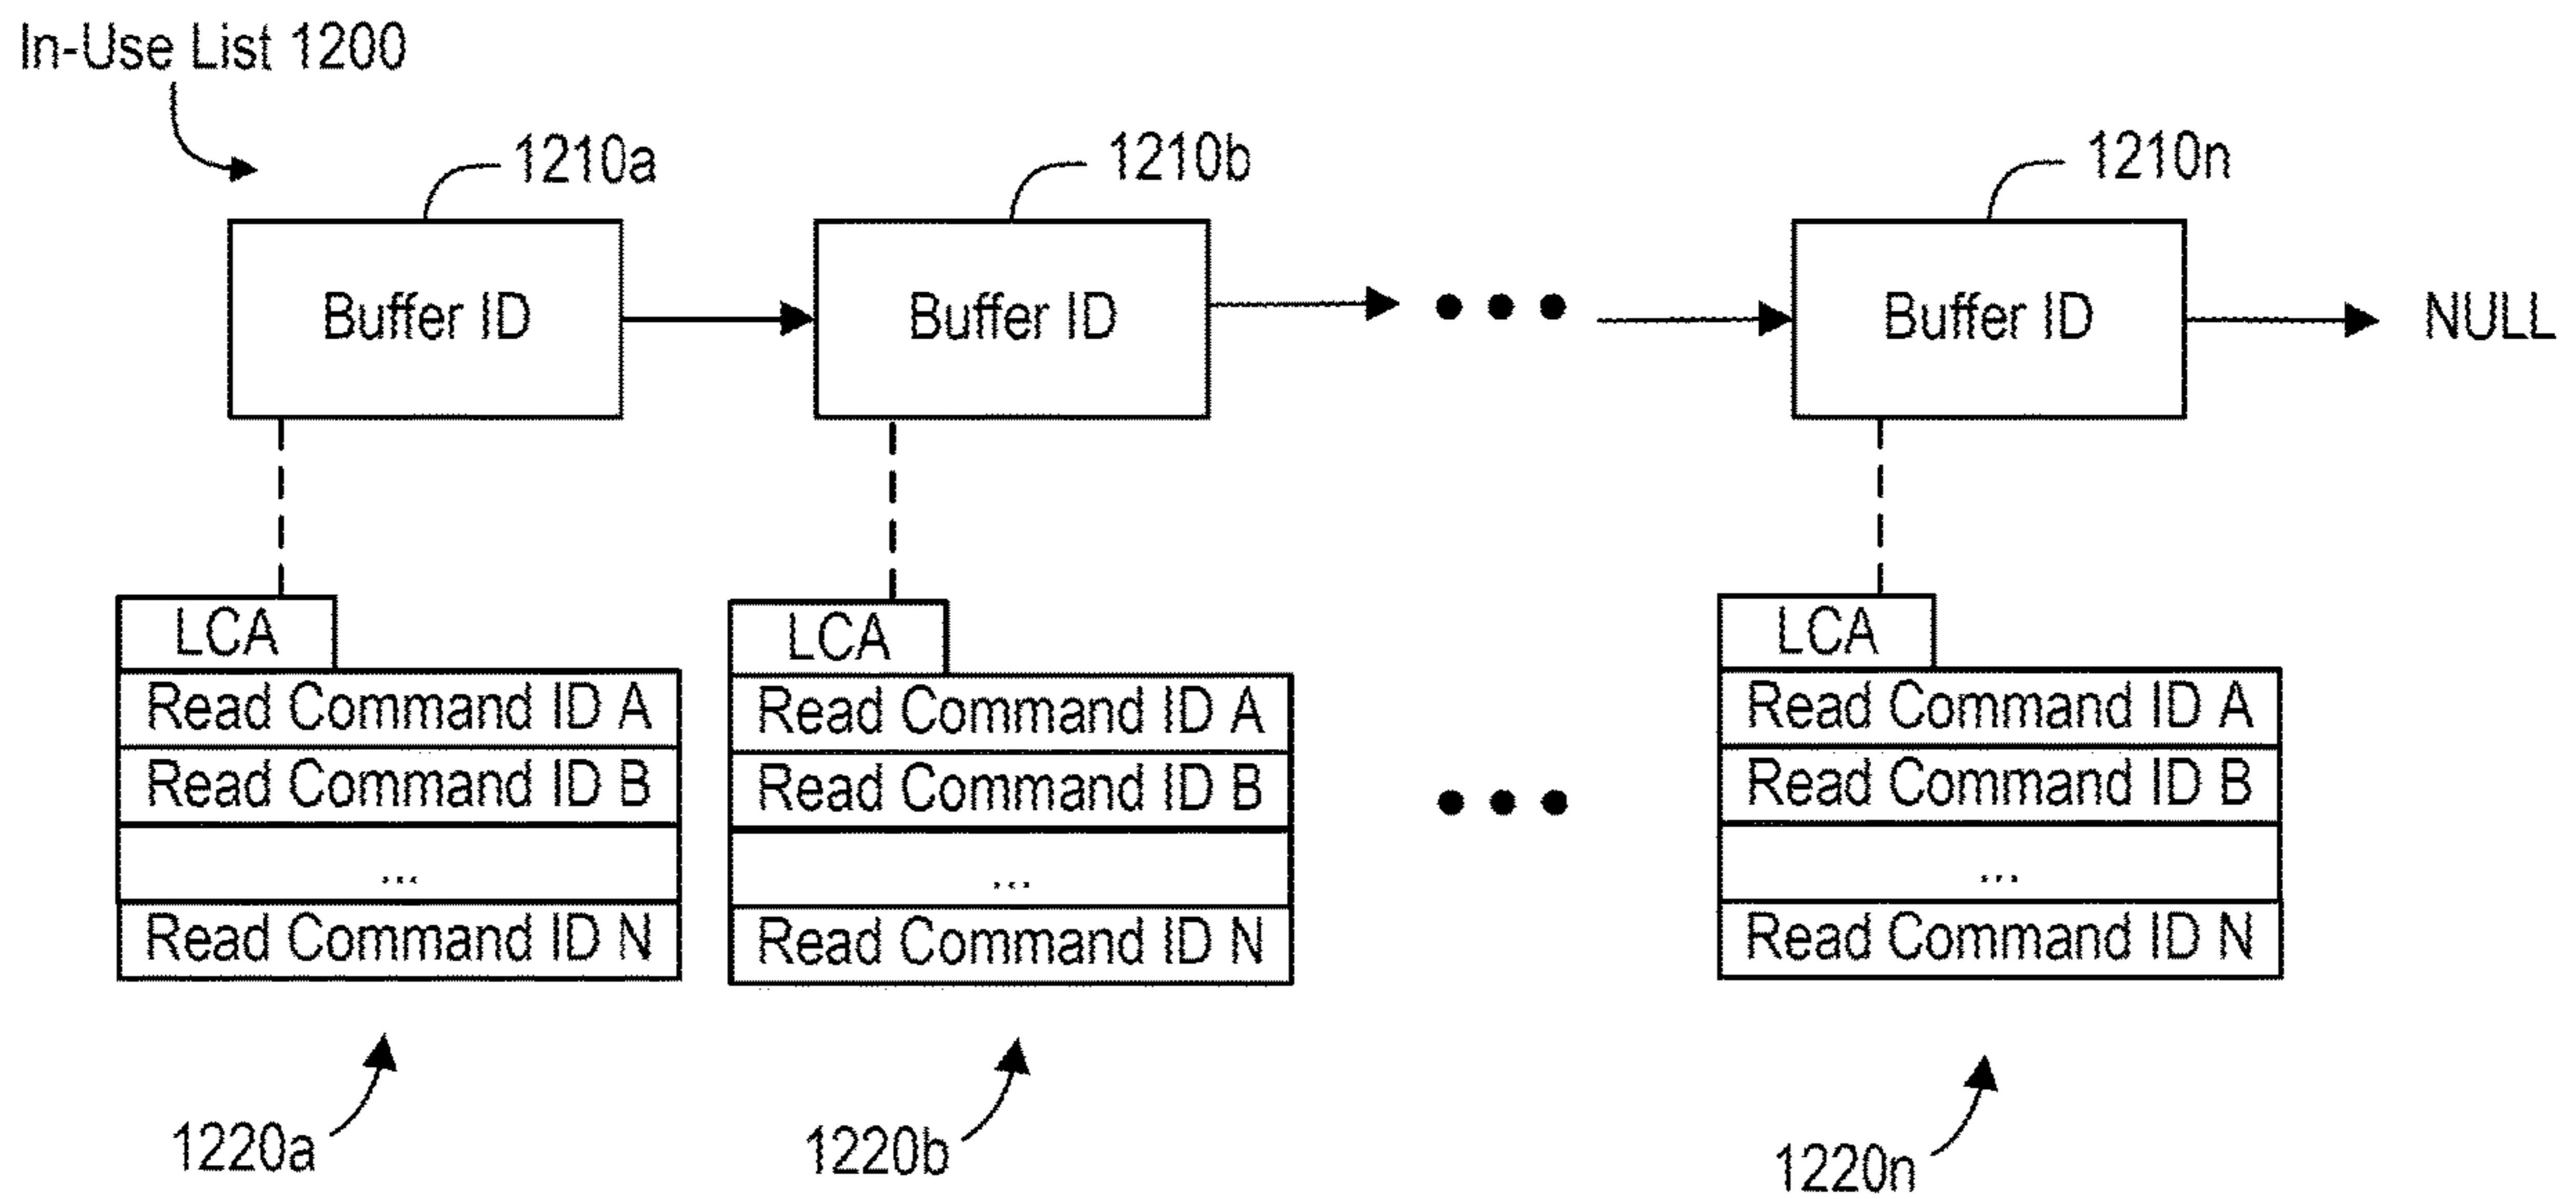 In-Use List 1200
1210a
1210b
1210n
Buffer ID
Buffer ID
Buffer ID
NULL
LCA
Read Command ID A
Read Command ID B
...
Read Command ID N
LCA
Read Command ID A
Read Command ID B
...
Read Command ID N
LCA
Read Command ID A
Read Command ID B
...
Read Command ID N
1220a
1220b
1220n